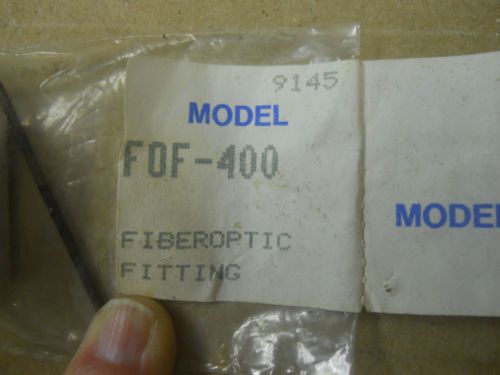 9145
MODEL
FOF-400
FIBEROPTIC
FITTING
MODEL